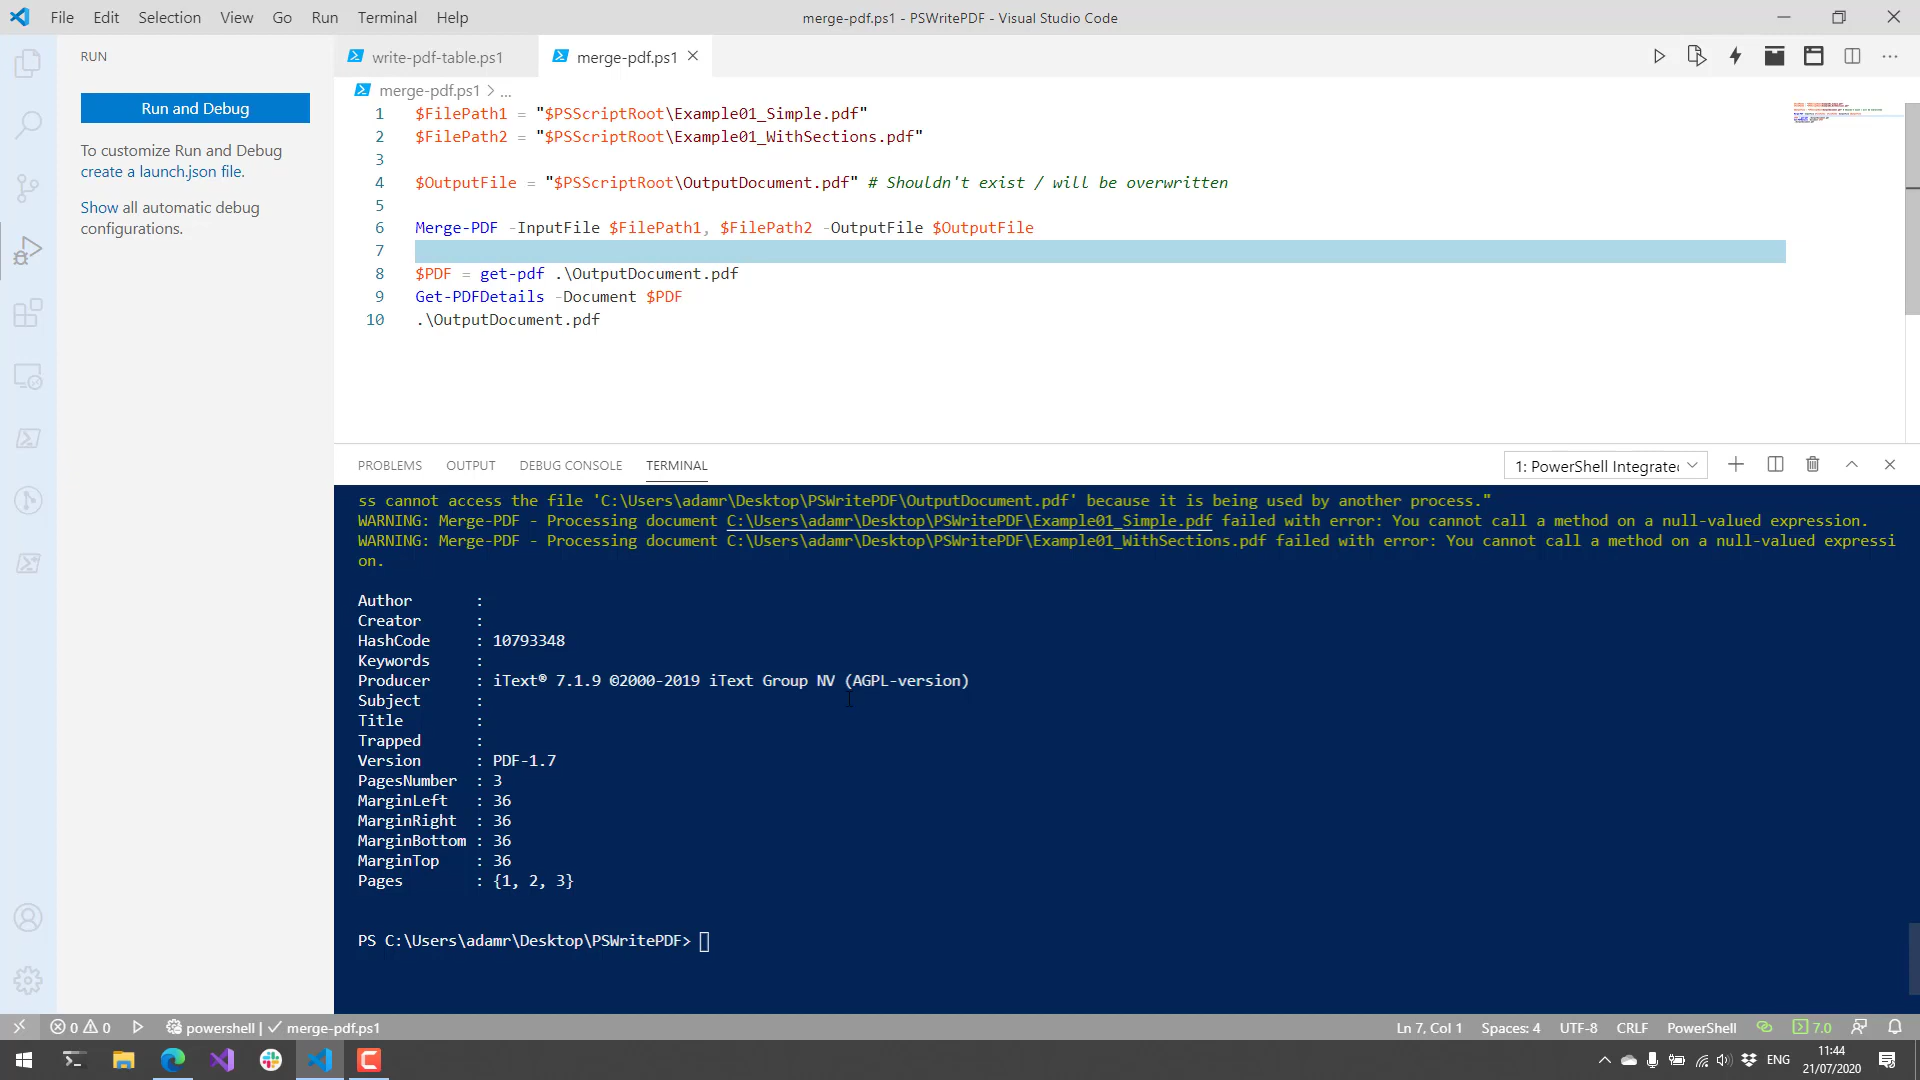 File Edit Selection View Go Run Terminal Help
merge-pdf.ps1 - PSWritePDF - Visual Studio Code
RUN
Run and Debug
To customize Run and Debug
create a launch.json file.
Show all automatic debug
configurations.
write-pdf-table.ps1
merge-pdf.ps1
merge-pdf.ps1 > ...
1 $FilePath1 = "$PSScriptRoot\Example01_Simple.pdf"
2 $FilePath2 = "$PSScriptRoot\Example01_WithSections.pdf"
3
4 $OutputFile = "$PSScriptRoot\OutputDocument.pdf" # Shouldn't exist / will be overwritten
5
6 Merge-PDF -InputFile $FilePath1, $FilePath2 -OutputFile $OutputFile
7
8 $PDF = get-pdf .\OutputDocument.pdf
9 Get-PDFDetails -Document $PDF
10 .\OutputDocument.pdf
PROBLEMS OUTPUT DEBUG CONSOLE TERMINAL
1: PowerShell Integrate
ss cannot access the file 'C:\Users\adamr\Desktop\PSWritePDF\OutputDocument.pdf' because it is being used by another process."
WARNING: Merge-PDF - Processing document C:\Users\adamr\Desktop\PSWritePDF\Example01_Simple.pdf failed with error: You cannot call a method on a null-valued expression.
WARNING: Merge-PDF - Processing document C:\Users\adamr\Desktop\PSWritePDF\Example01_WithSections.pdf failed with error: You cannot call a method on a null-valued expressi
on.
Author :
Creator :
HashCode : 10793348
Keywords :
Producer : iText® 7.1.9 ©2000-2019 iText Group NV (AGPL-version)
Subject :
Title :
Trapped :
Version : PDF-1.7
PagesNumber : 3
MarginLeft : 36
MarginRight : 36
MarginBottom : 36
MarginTop : 36
Pages : {1, 2, 3}
PS C:\Users\adamr\Desktop\PSWritePDF>
0 0 powershell | ✓ merge-pdf.ps1
Ln 7, Col 1 Spaces: 4 UTF-8 CRLF PowerShell 7.0
ENG
11:44
21/07/2020